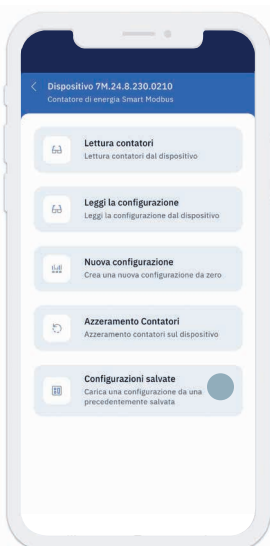 Dispositivo 7M.24.8.230.0210
Contatore di energia Smart Modbus
Lettura contatori
Lettura contatori dal dispositivo
Leggi la configurazione
Leggi la configurazione dal dispositivo
Nuova configurazione
Crea una nuova configurazione da zero
Azzeramento Contatori
Azzeramento contatori sul dispositivo
Configurazioni salvate
Carica una configurazione da una
precedentemente salvata